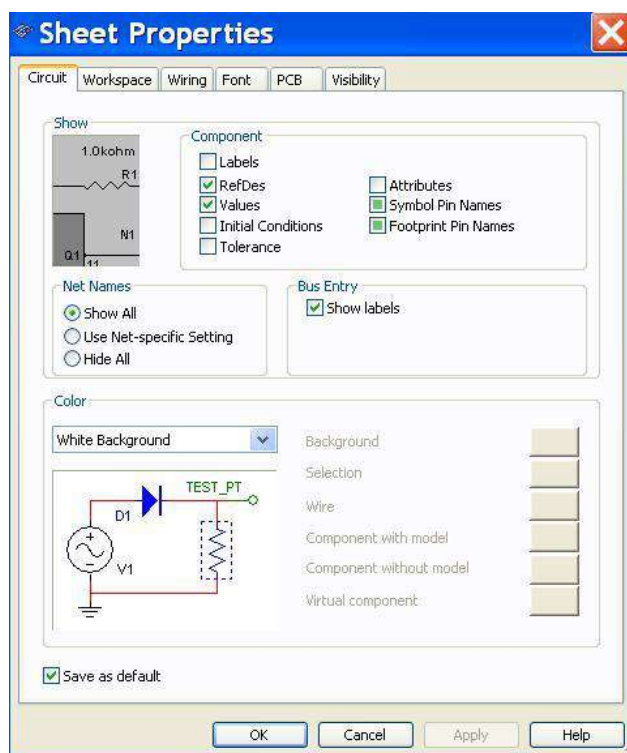 Sheet Properties
Circuit Workspace Wiring Font PCB Visibility
Show
1.0kohm
R1
N1
Q1
11
Component
Labels
RefDes
Values
Initial Conditions
Tolerance
Attributes
Symbol Pin Names
Footprint Pin Names
Net Names
Show All
Use Net-specific Setting
Hide All
Bus Entry
Show labels
Color
White Background
TEST_PT
D1
V1
Background
Selection
Wire
Component with model
Component without model
Virtual component
Save as default
OK Cancel Apply Help